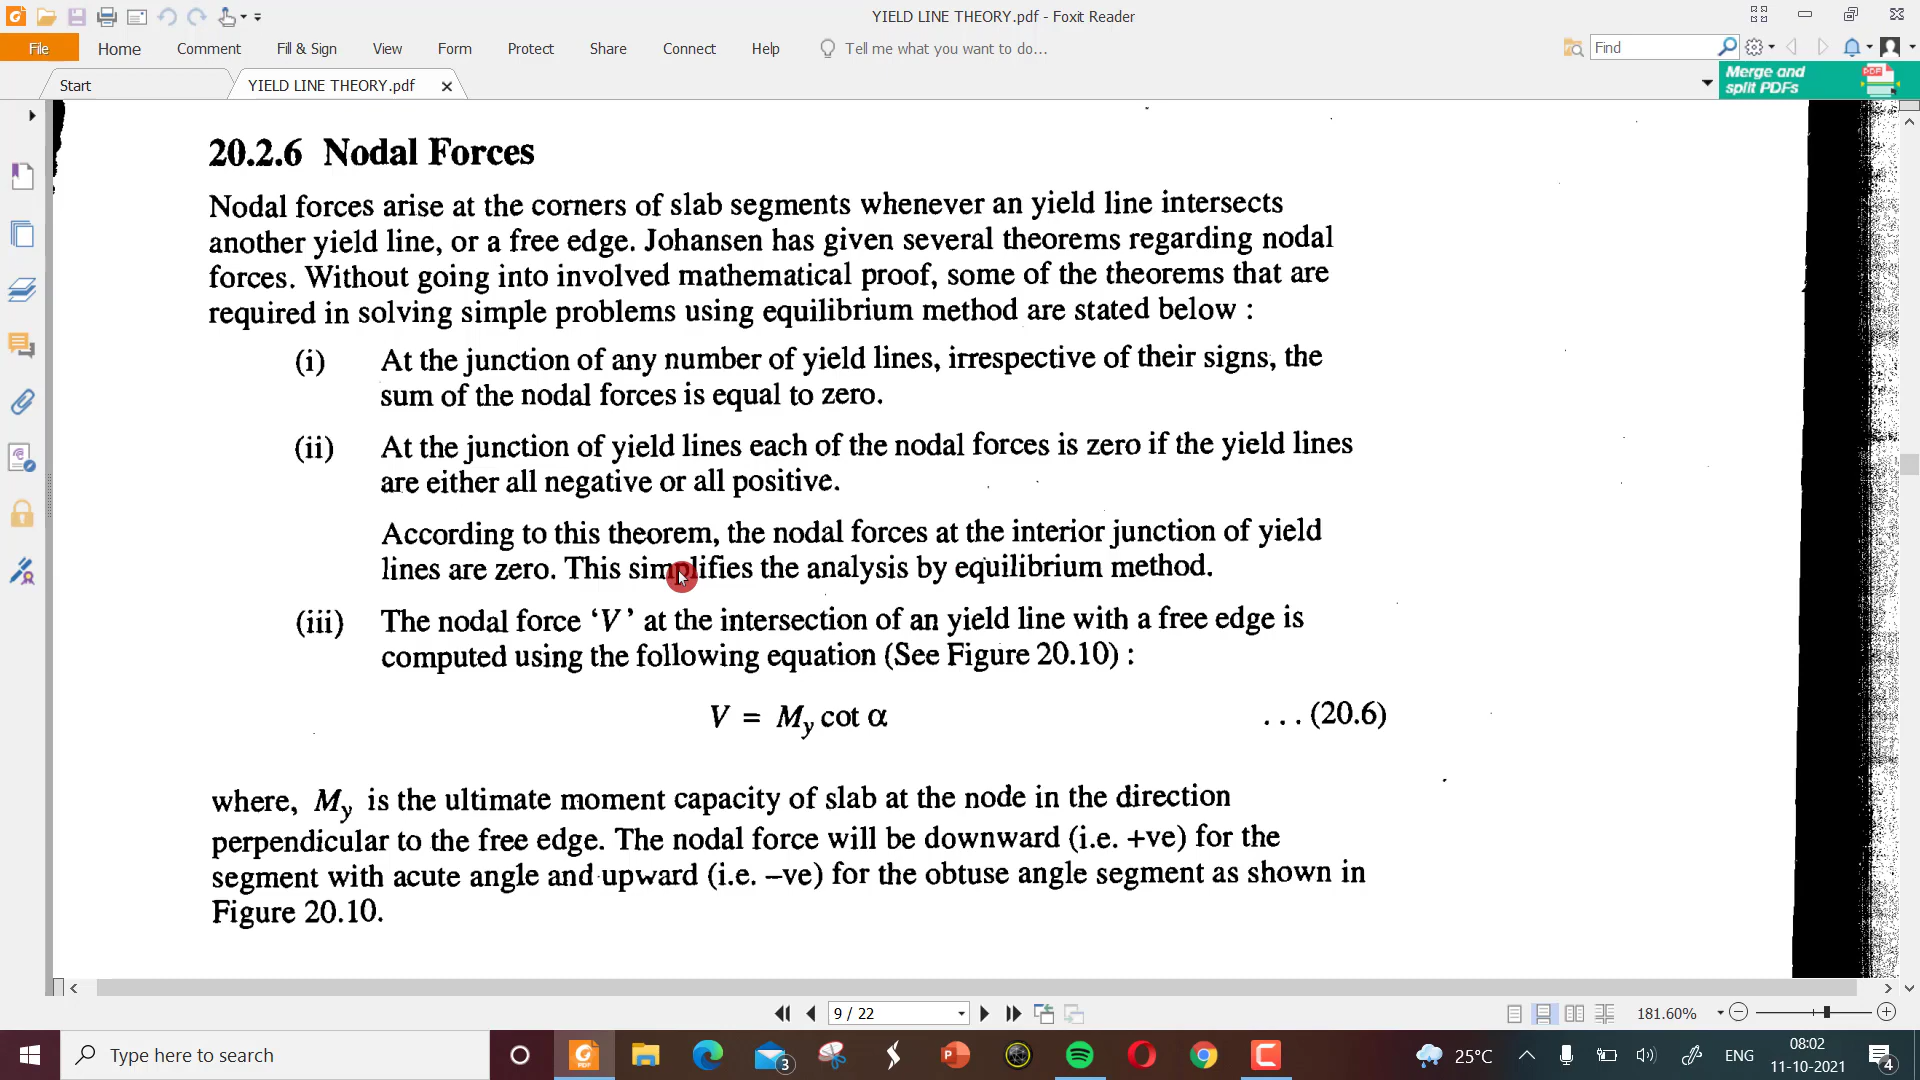 YIELD LINE THEORY.pdf - Foxit Reader
File Home Comment Fill & Sign View Form Protect Share Connect Help Tell me what you want to do... Find
Start YIELD LINE THEORY.pdf
Merge and
split PDFs
20.2.6 Nodal Forces
Nodal forces arise at the corners of slab segments whenever an yield line intersects
another yield line, or a free edge. Johansen has given several theorems regarding nodal
forces. Without going into involved mathematical proof, some of the theorems that are
required in solving simple problems using equilibrium method are stated below :
(i) At the junction of any number of yield lines, irrespective of their signs, the
sum of the nodal forces is equal to zero.
(ii) At the junction of yield lines each of the nodal forces is zero if the yield lines
are either all negative or all positive.
According to this theorem, the nodal forces at the interior junction of yield
lines are zero. This simplifies the analysis by equilibrium method.
(iii) The nodal force ‘V’ at the intersection of an yield line with a free edge is
computed using the following equation (See Figure 20.10) :
V = My cot α ... (20.6)
where, My is the ultimate moment capacity of slab at the node in the direction
perpendicular to the free edge. The nodal force will be downward (i.e. +ve) for the
segment with acute angle and upward (i.e. –ve) for the obtuse angle segment as shown in
Figure 20.10.
9 / 22 181.60%
Type here to search 3 25°C ENG 08:02
11-10-2021 4